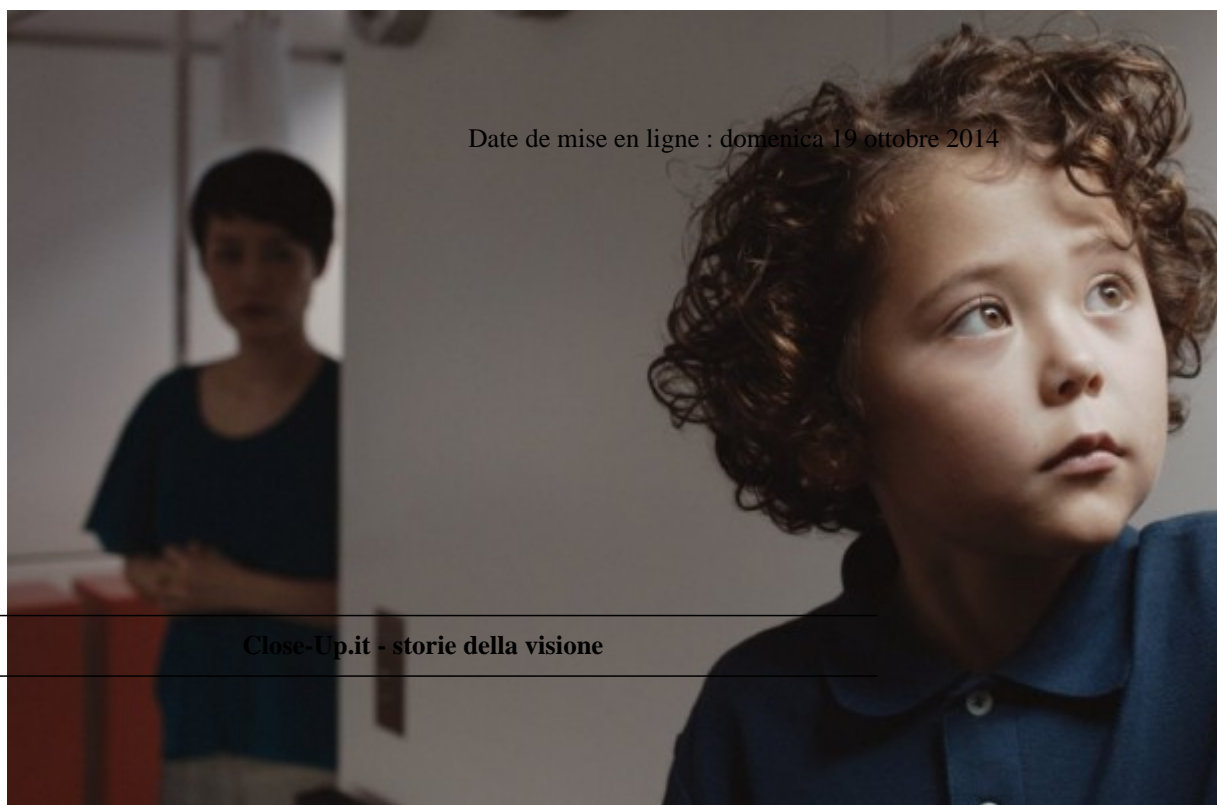 Date de mise en ligne : domenica 19 ottobre 2014
Close-Up.it - storie della visione